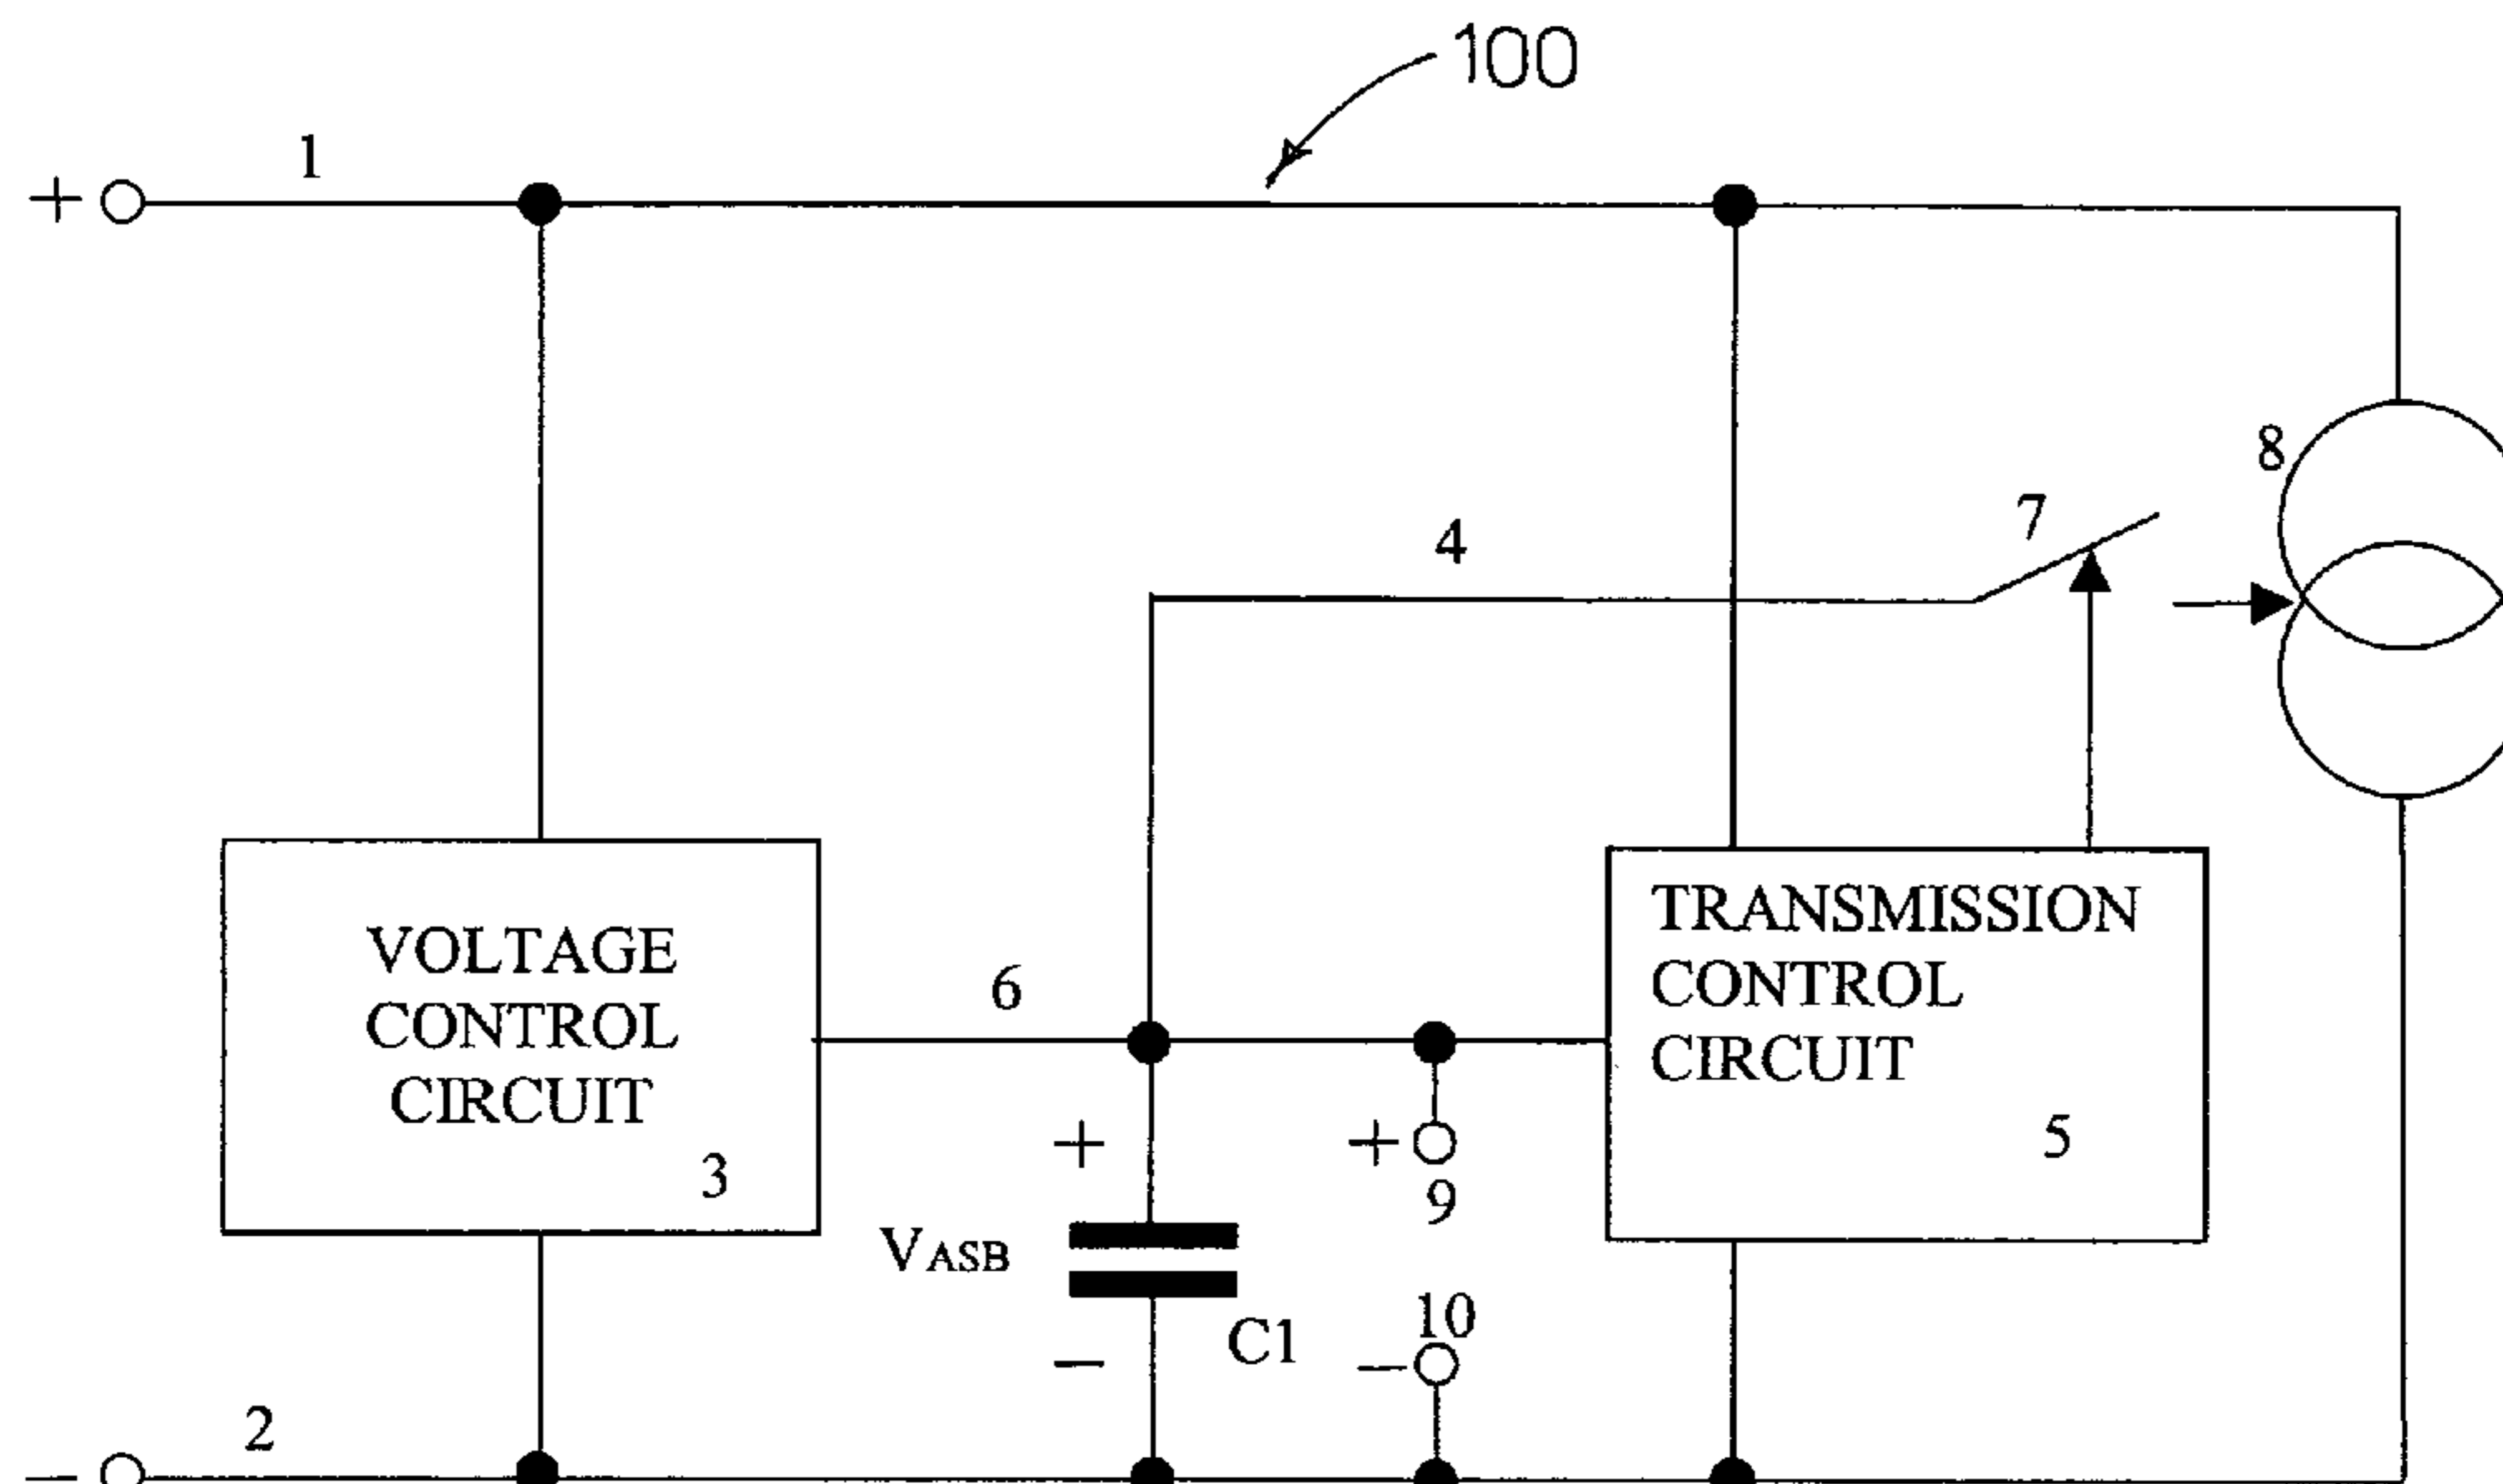 100
1
+
8
7
4
TRANSMISSION
CONTROL
CIRCUIT
5
VOLTAGE
CONTROL
CIRCUIT
3
6
+
+
9
VASB
C1
10
−
−
2
−